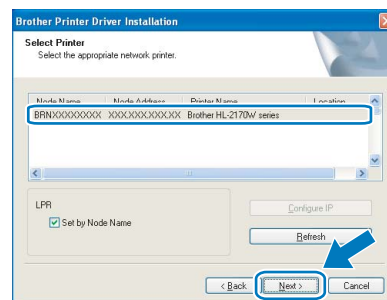 Brother Printer Driver Installation
Select Printer
Select the appropriate network printer.
Node Name Node Address Printer Name Location
BRNXXXXXXXX XXX.XXX.XXX.XX Brother HL-2170W series
LPR
Set by Node Name
Configure IP
Refresh
< Back Next > Cancel